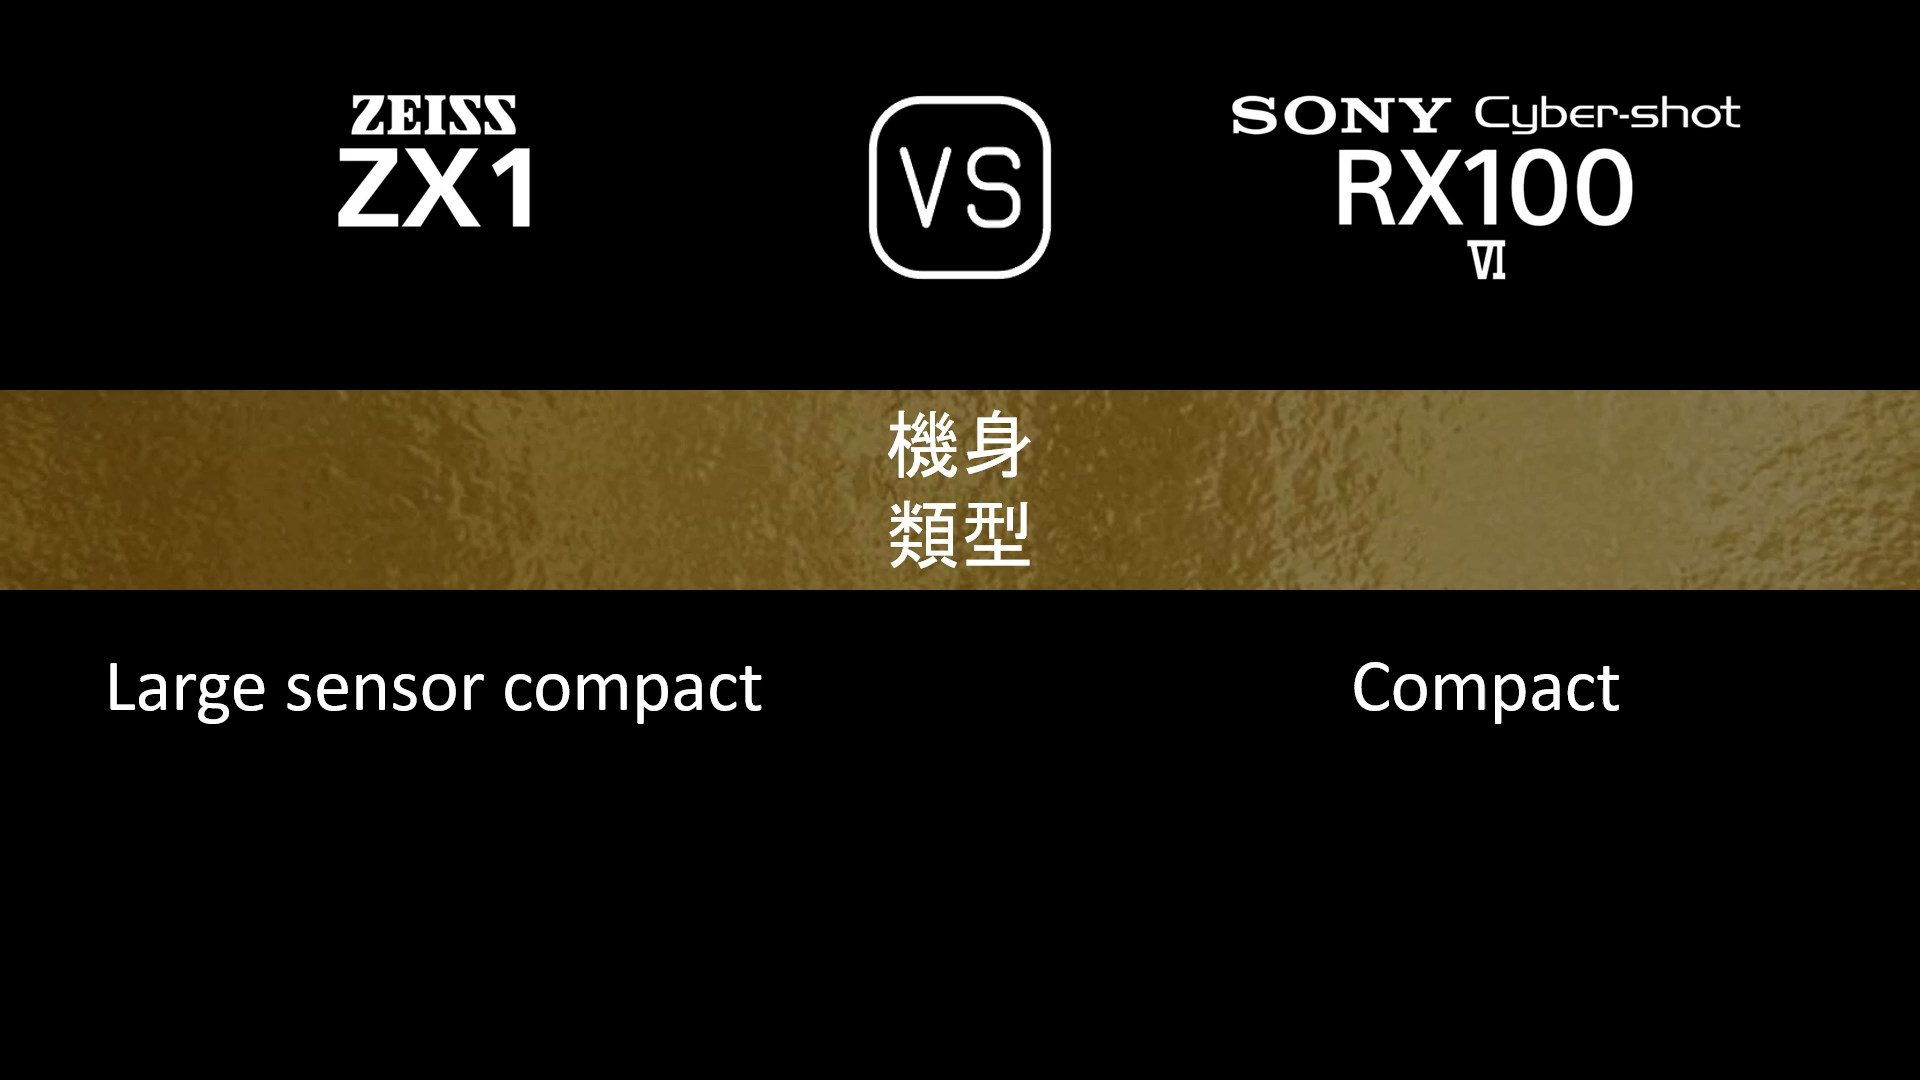 ZEISS
ZX1
VS
SONY Cyber-shot
RX100
VI
機身
類型
Large sensor compact
Compact